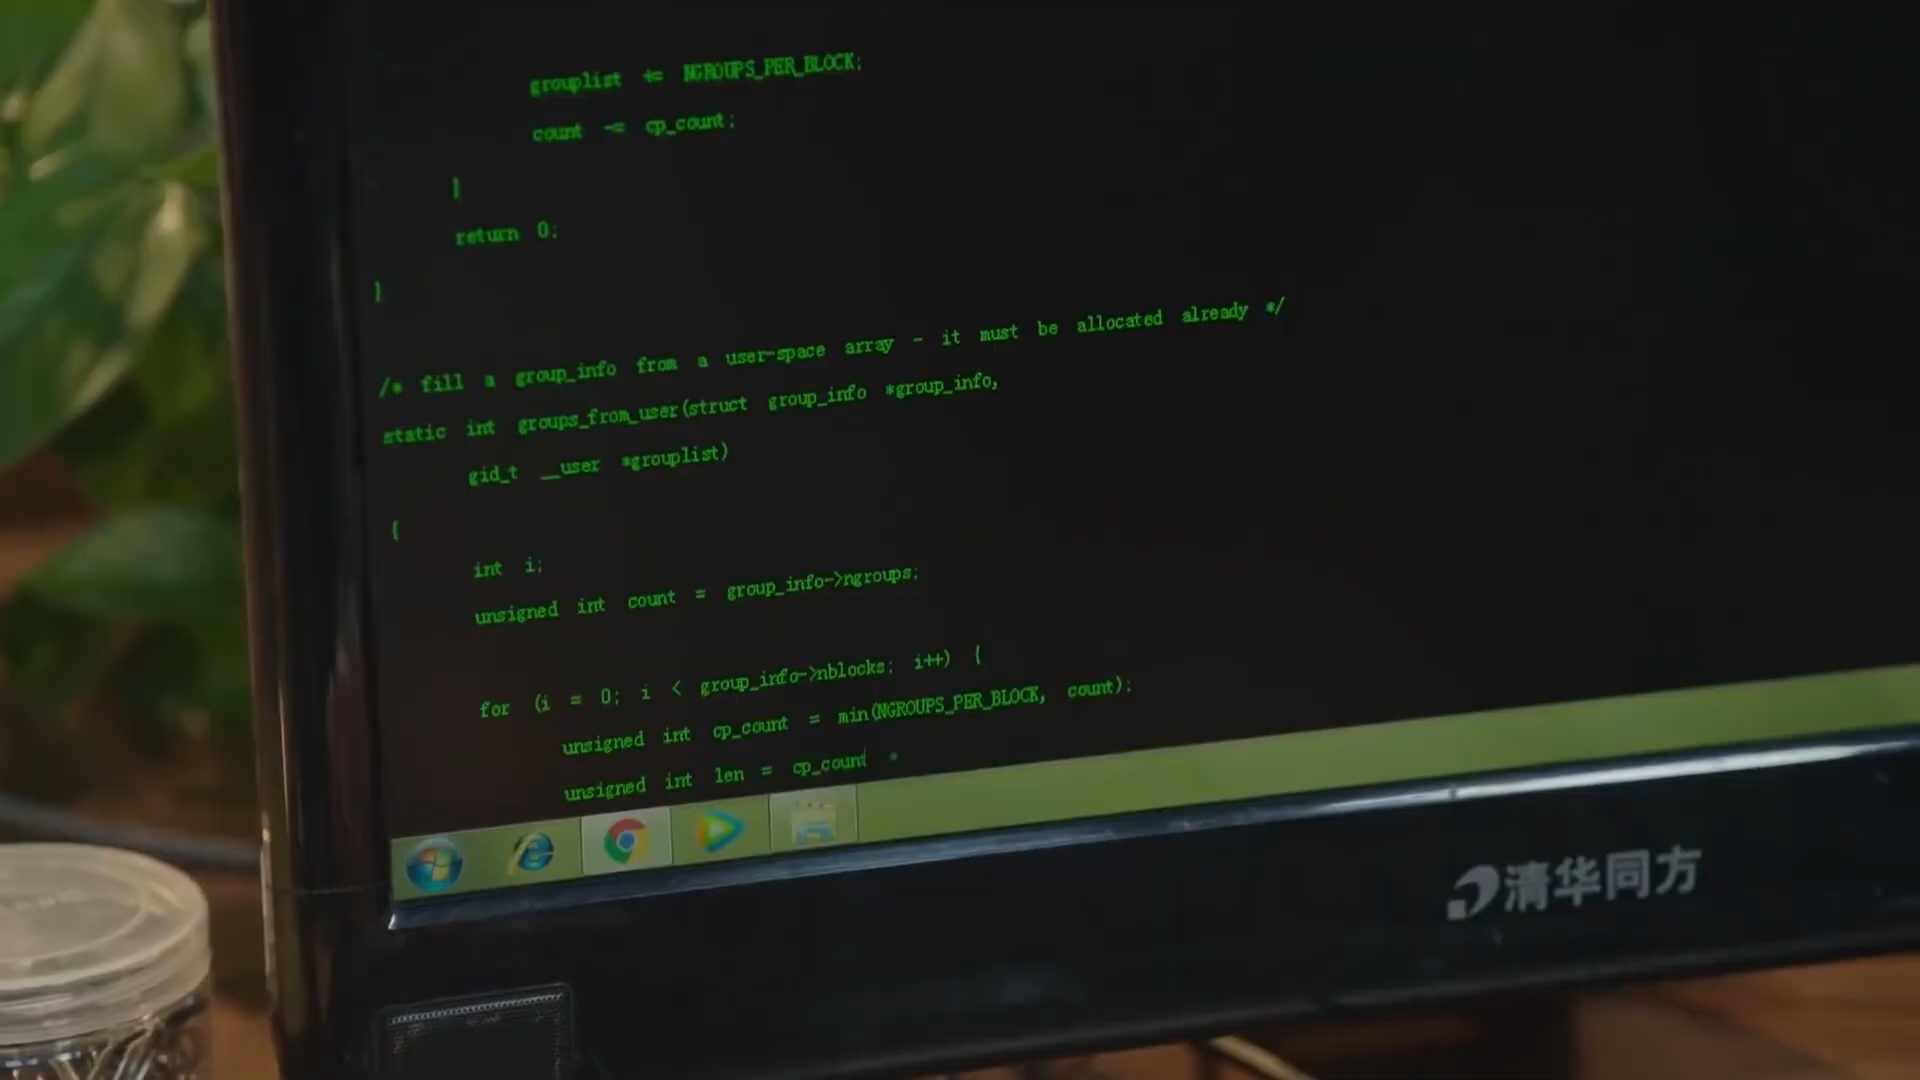 grouplist += NGROUPS_PER_BLOCK;
count -= cp_count;
}
return 0;
}
/* fill a group_info from a user-space array - it must be allocated already */
static int groups_from_user(struct group_info *group_info,
gid_t __user *grouplist)
{
int i;
unsigned int count = group_info->ngroups;
for (i = 0; i < group_info->nblocks; i++) {
unsigned int cp_count = min(NGROUPS_PER_BLOCK, count);
unsigned int len = cp_count *
清华同方